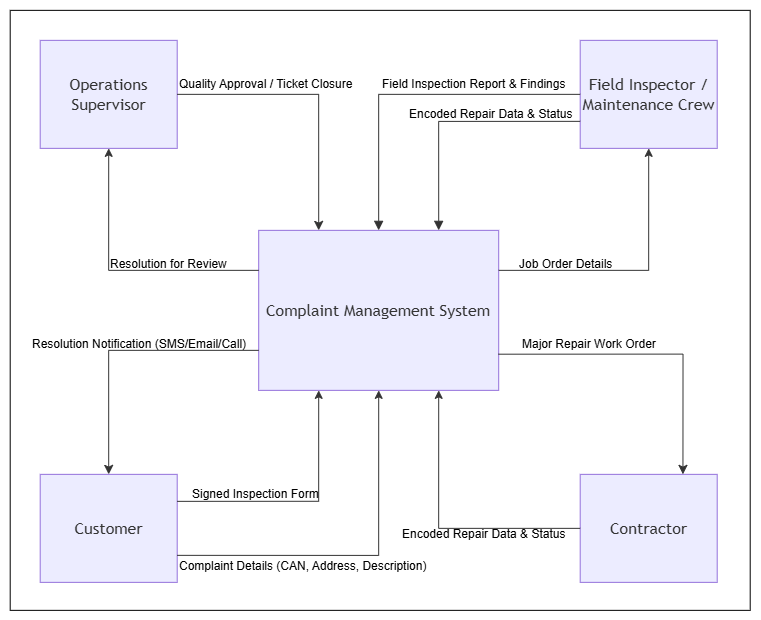 Operations
Supervisor
Quality Approval / Ticket Closure
Field Inspection Report & Findings
Encoded Repair Data & Status
Field Inspector /
Maintenance Crew
Resolution for Review
Job Order Details
Complaint Management System
Resolution Notification (SMS/Email/Call)
Major Repair Work Order
Signed Inspection Form
Customer
Encoded Repair Data & Status
Contractor
Complaint Details (CAN, Address, Description)